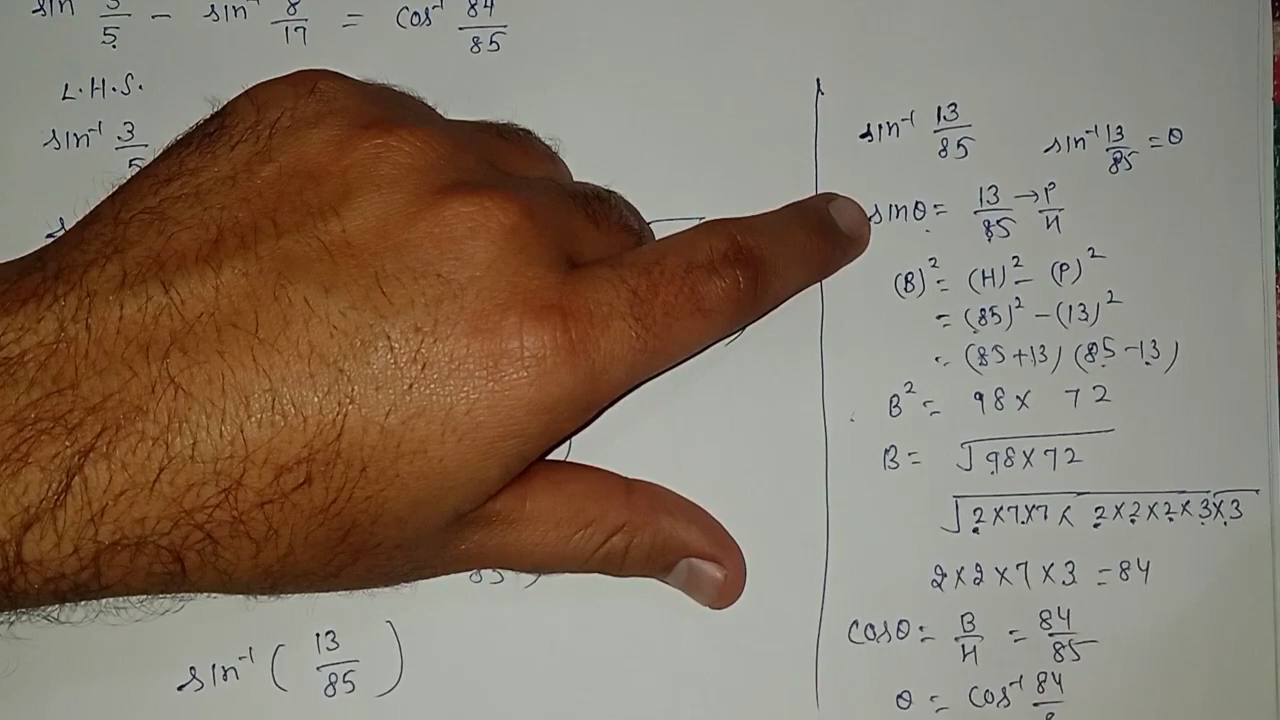 sin 3/5 - sin⁻¹ 8/17 = cos⁻¹ 84/85
L.H.S.
sin⁻¹ 3/5
sin⁻¹ (13/85)
sin⁻¹ 13/85 sin⁻¹ 13/85 = θ
sinθ = 13/85 → P/H
(B)² = (H)² - (P)²
= (85)² - (13)²
= (85+13) (85-13)
B² = 98 × 72
B = √98×72
√2×7×7× 2×2×2×3×3
2×2×7×3 = 84
cosθ = B/H = 84/85
θ = cos⁻¹ 84